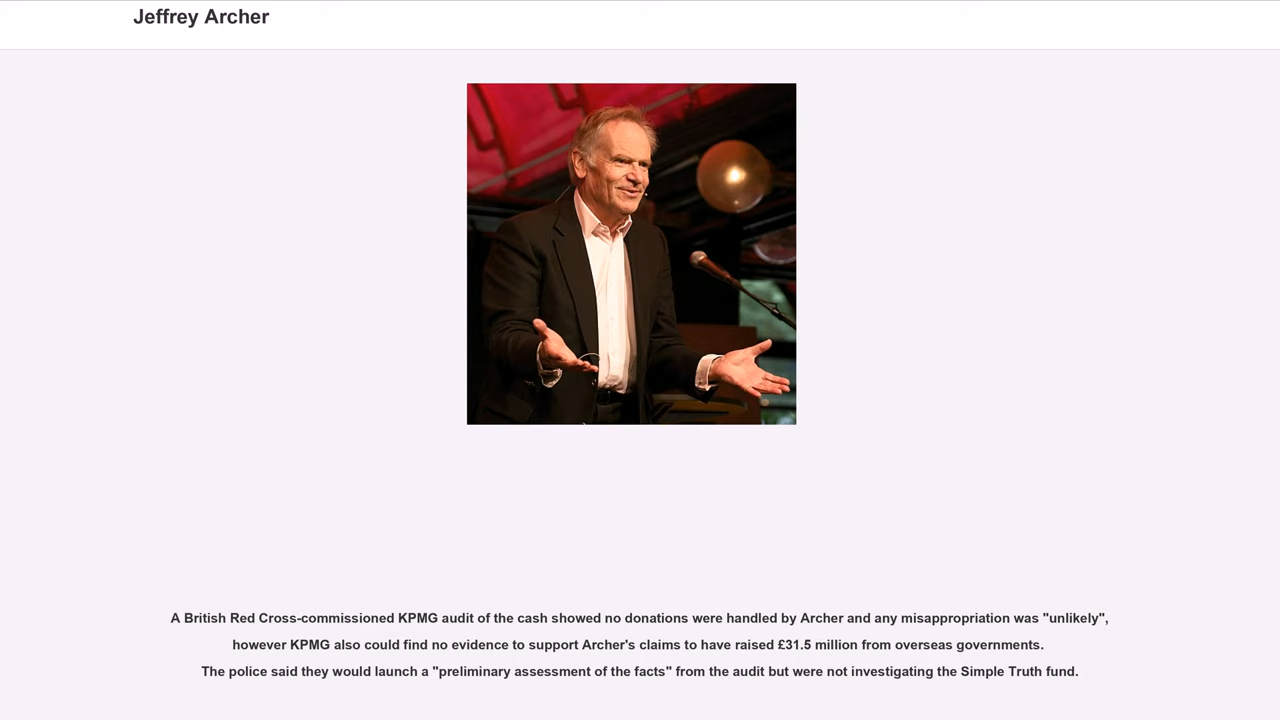 Jeffrey Archer
A British Red Cross-commissioned KPMG audit of the cash showed no donations were handled by Archer and any misappropriation was "unlikely",
however KPMG also could find no evidence to support Archer's claims to have raised £31.5 million from overseas governments.
The police said they would launch a "preliminary assessment of the facts" from the audit but were not investigating the Simple Truth fund.